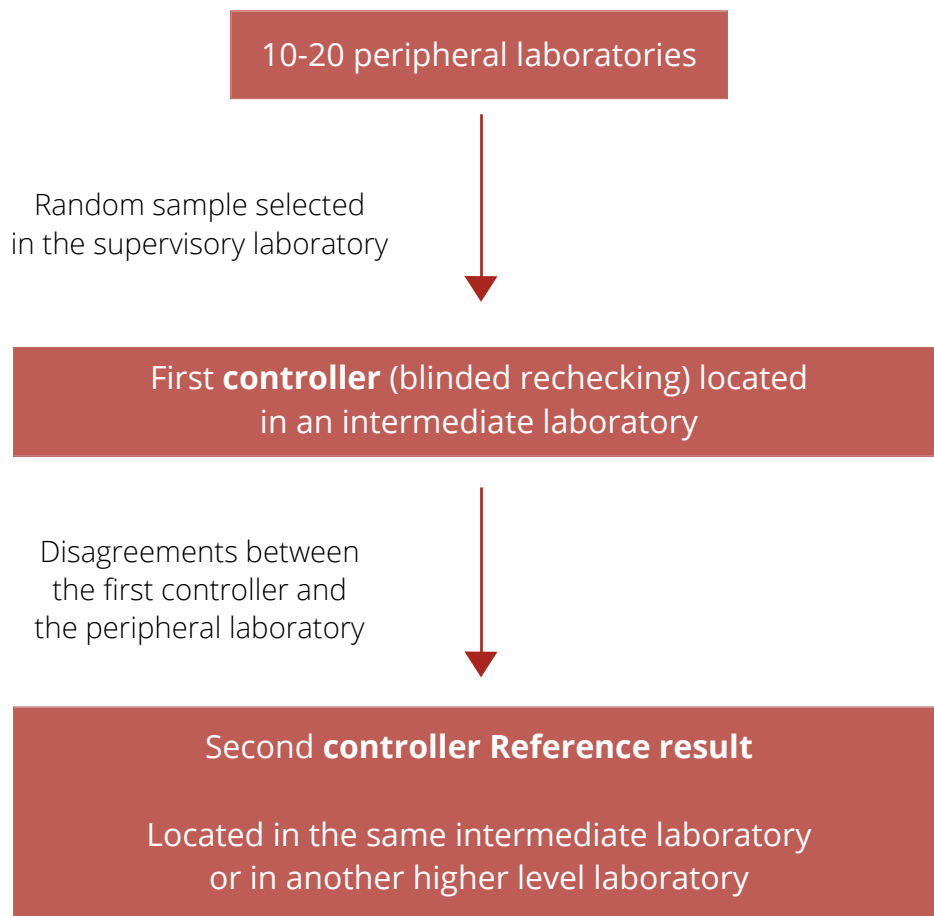 10-20 peripheral laboratories
Random sample selected
in the supervisory laboratory
First controller (blinded rechecking) located
in an intermediate laboratory
Disagreements between
the first controller and
the peripheral laboratory
Second controller Reference result
Located in the same intermediate laboratory
or in another higher level laboratory